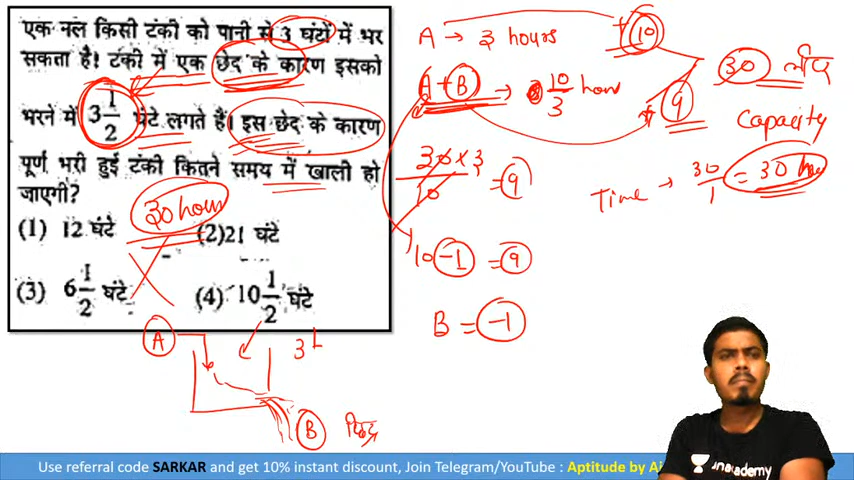 एक नल किसी टंकी को पानी से 3 घंटों में भर
सकता है। टंकी में एक छेद के कारण इसको
भरने में 3 1/2 घंटे लगते हैं। इस छेद के कारण
पूर्ण भरी हुई टंकी कितने समय में खाली हो
जाएगी?
30 hour
(1) 12 घंटे (2) 21 घंटे
(3) 6 1/2 घंटे (4) 10 1/2 घंटे
A
B
A → 3 hours
+10
A + B → 10/3 hour
9
30
capacity
30 × 3 / 10 = 9
Time → 30/1 = 30
10 -1 = 9
B = -1
unacademy
Use referral code SARKAR and get 10% instant discount, Join Telegram/YouTube : Aptitude by